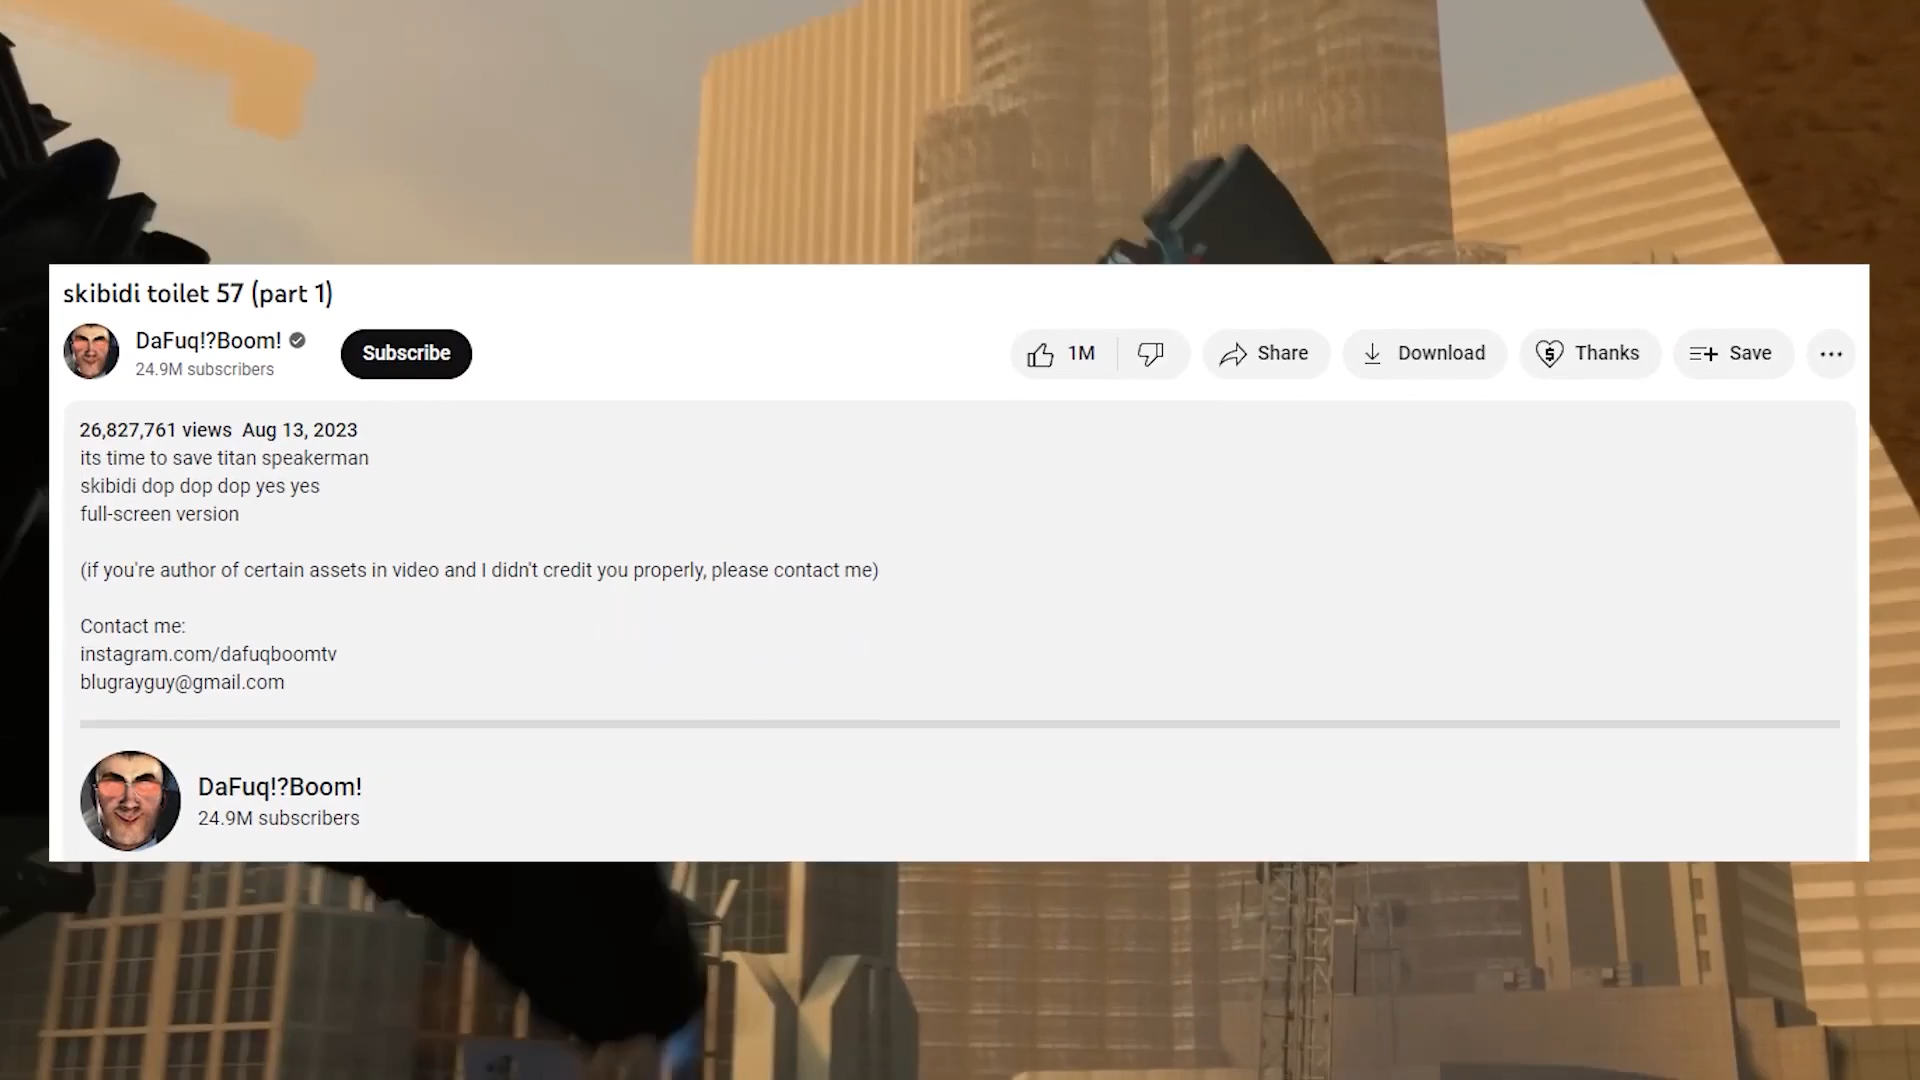 skibidi toilet 57 (part 1)
DaFuq!?Boom!
24.9M subscribers
Subscribe
1M
Share
Download
Thanks
Save
26,827,761 views Aug 13, 2023
its time to save titan speakerman
skibidi dop dop dop yes yes
full-screen version
(if you're author of certain assets in video and I didn't credit you properly, please contact me)
Contact me:
instagram.com/dafuqboomtv
blugrayguy@gmail.com
DaFuq!?Boom!
24.9M subscribers